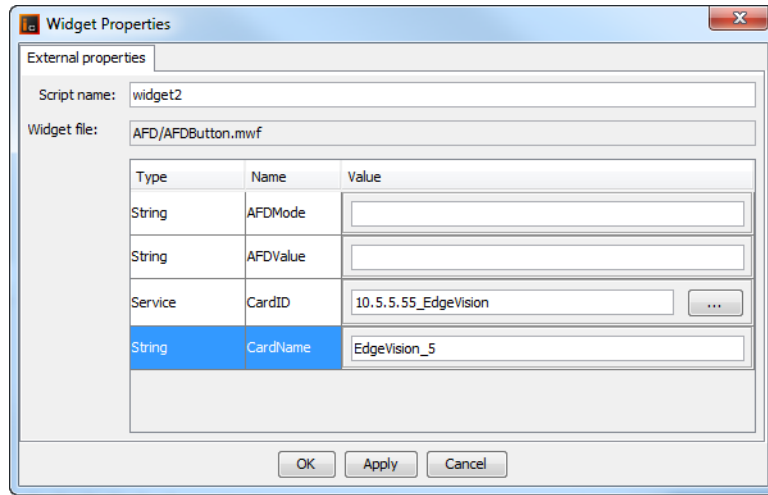 ic Widget Properties
External properties
Script name: widget2
Widget file: AFD/AFDButton.mwf
Type Name Value
String AFDMode
String AFDValue
Service CardID 10.5.5.55_EdgeVision ...
String CardName EdgeVision_5
OK Apply Cancel